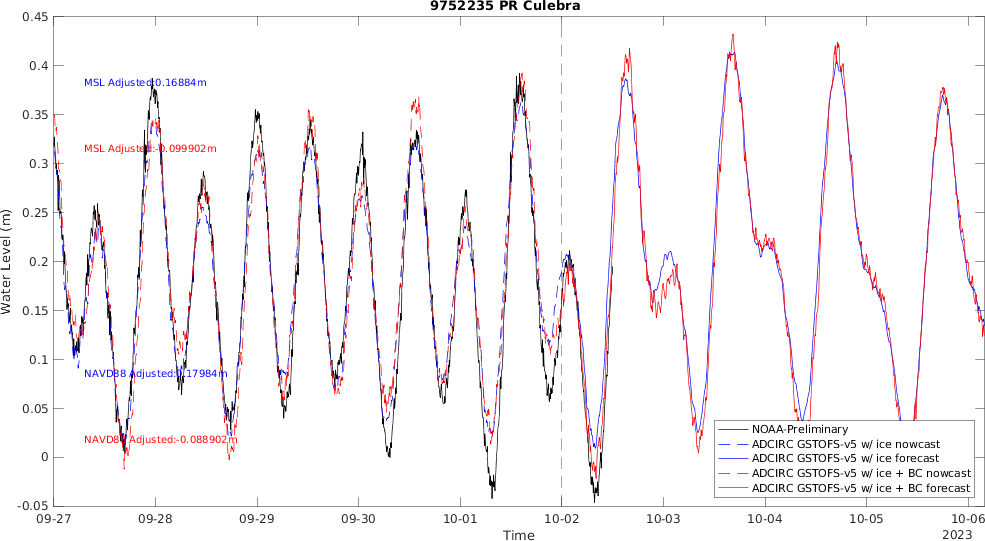 9752235 PR Culebra
0.45
0.4
0.35
0.3
0.25
0.2
0.15
0.1
0.05
0
-0.05
Water Level (m)
MSL Adjusted:0.16884m
MSL Adjusted:-0.099902m
NAVD88 Adjusted:0.17984m
NAVD88 Adjusted:-0.088902m
NOAA-Preliminary
ADCIRC GSTOFS-v5 w/ ice nowcast
ADCIRC GSTOFS-v5 w/ ice forecast
ADCIRC GSTOFS-v5 w/ ice + BC nowcast
ADCIRC GSTOFS-v5 w/ ice + BC forecast
09-27 09-28 09-29 09-30 10-01 10-02 10-03 10-04 10-05 10-06
Time
2023